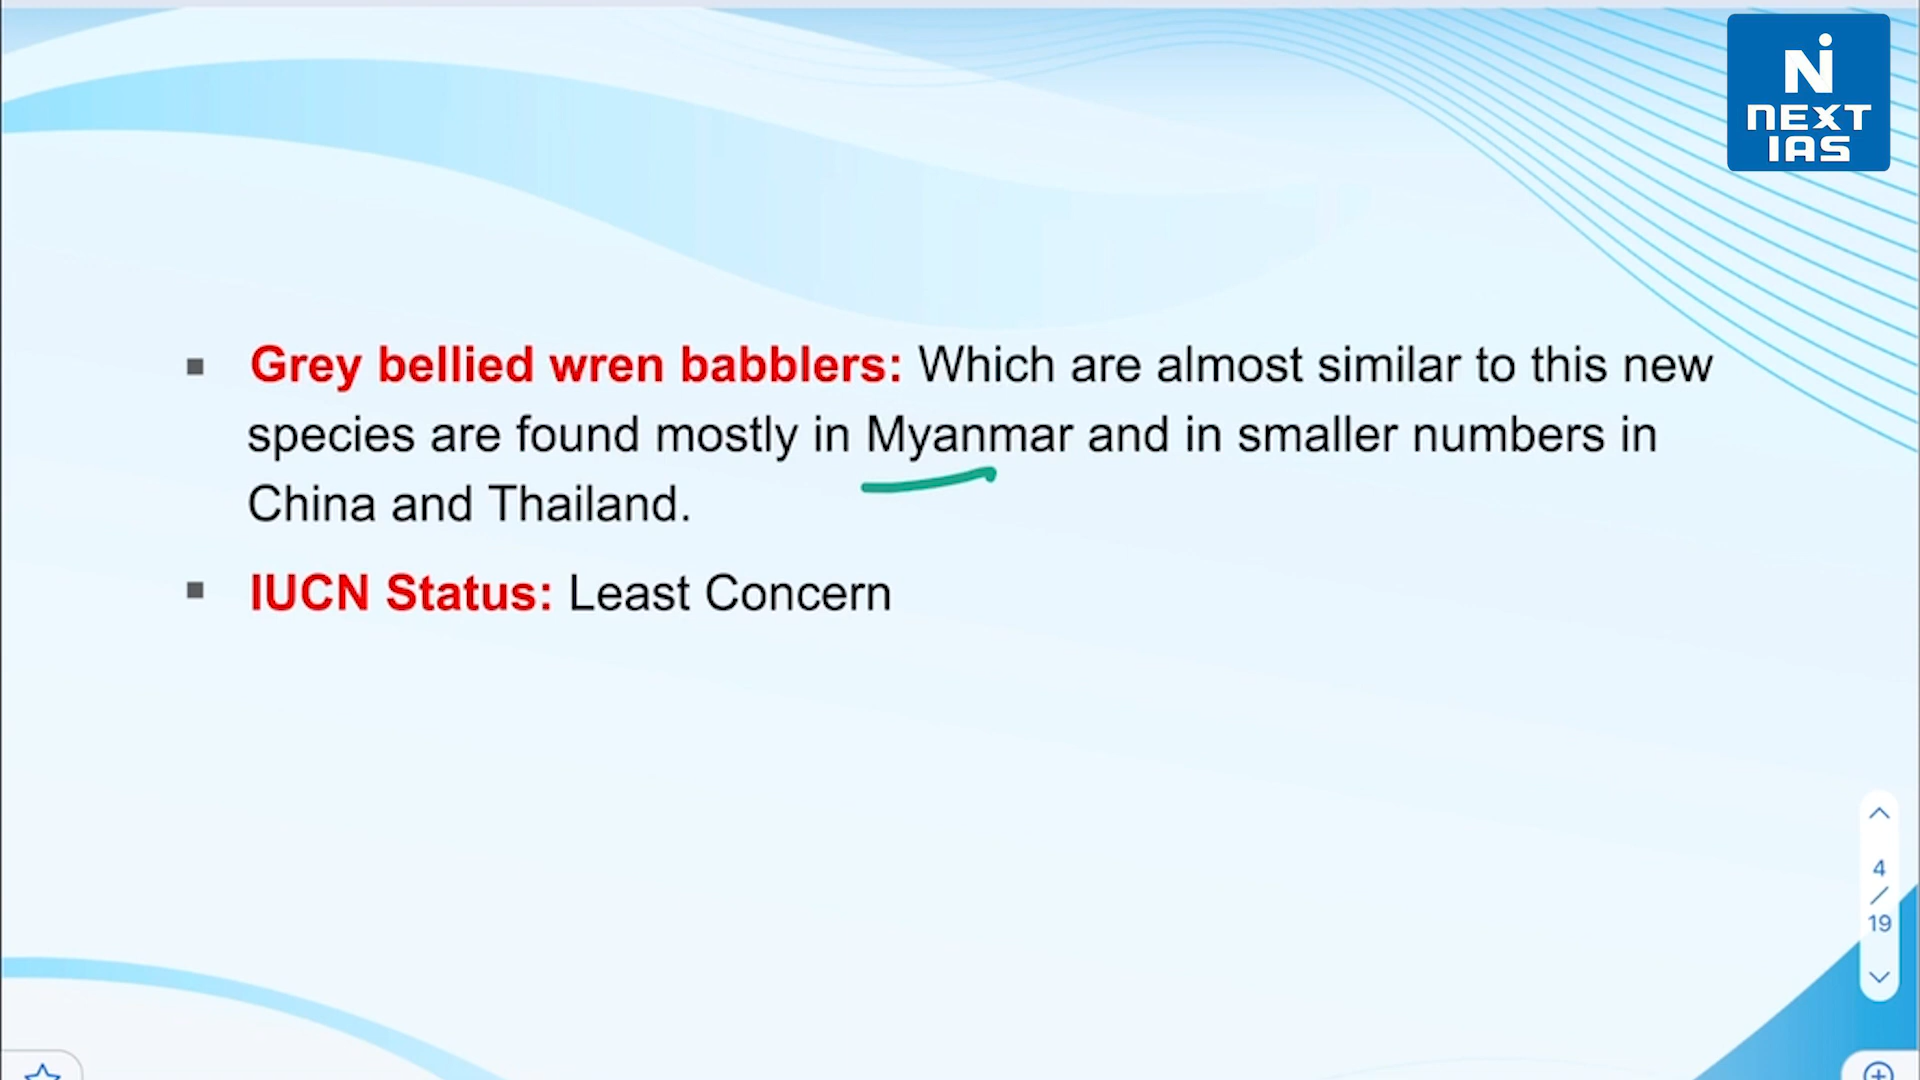 NEXT
IAS
Grey bellied wren babblers: Which are almost similar to this new
species are found mostly in Myanmar and in smaller numbers in
China and Thailand.
IUCN Status: Least Concern
4
/
19